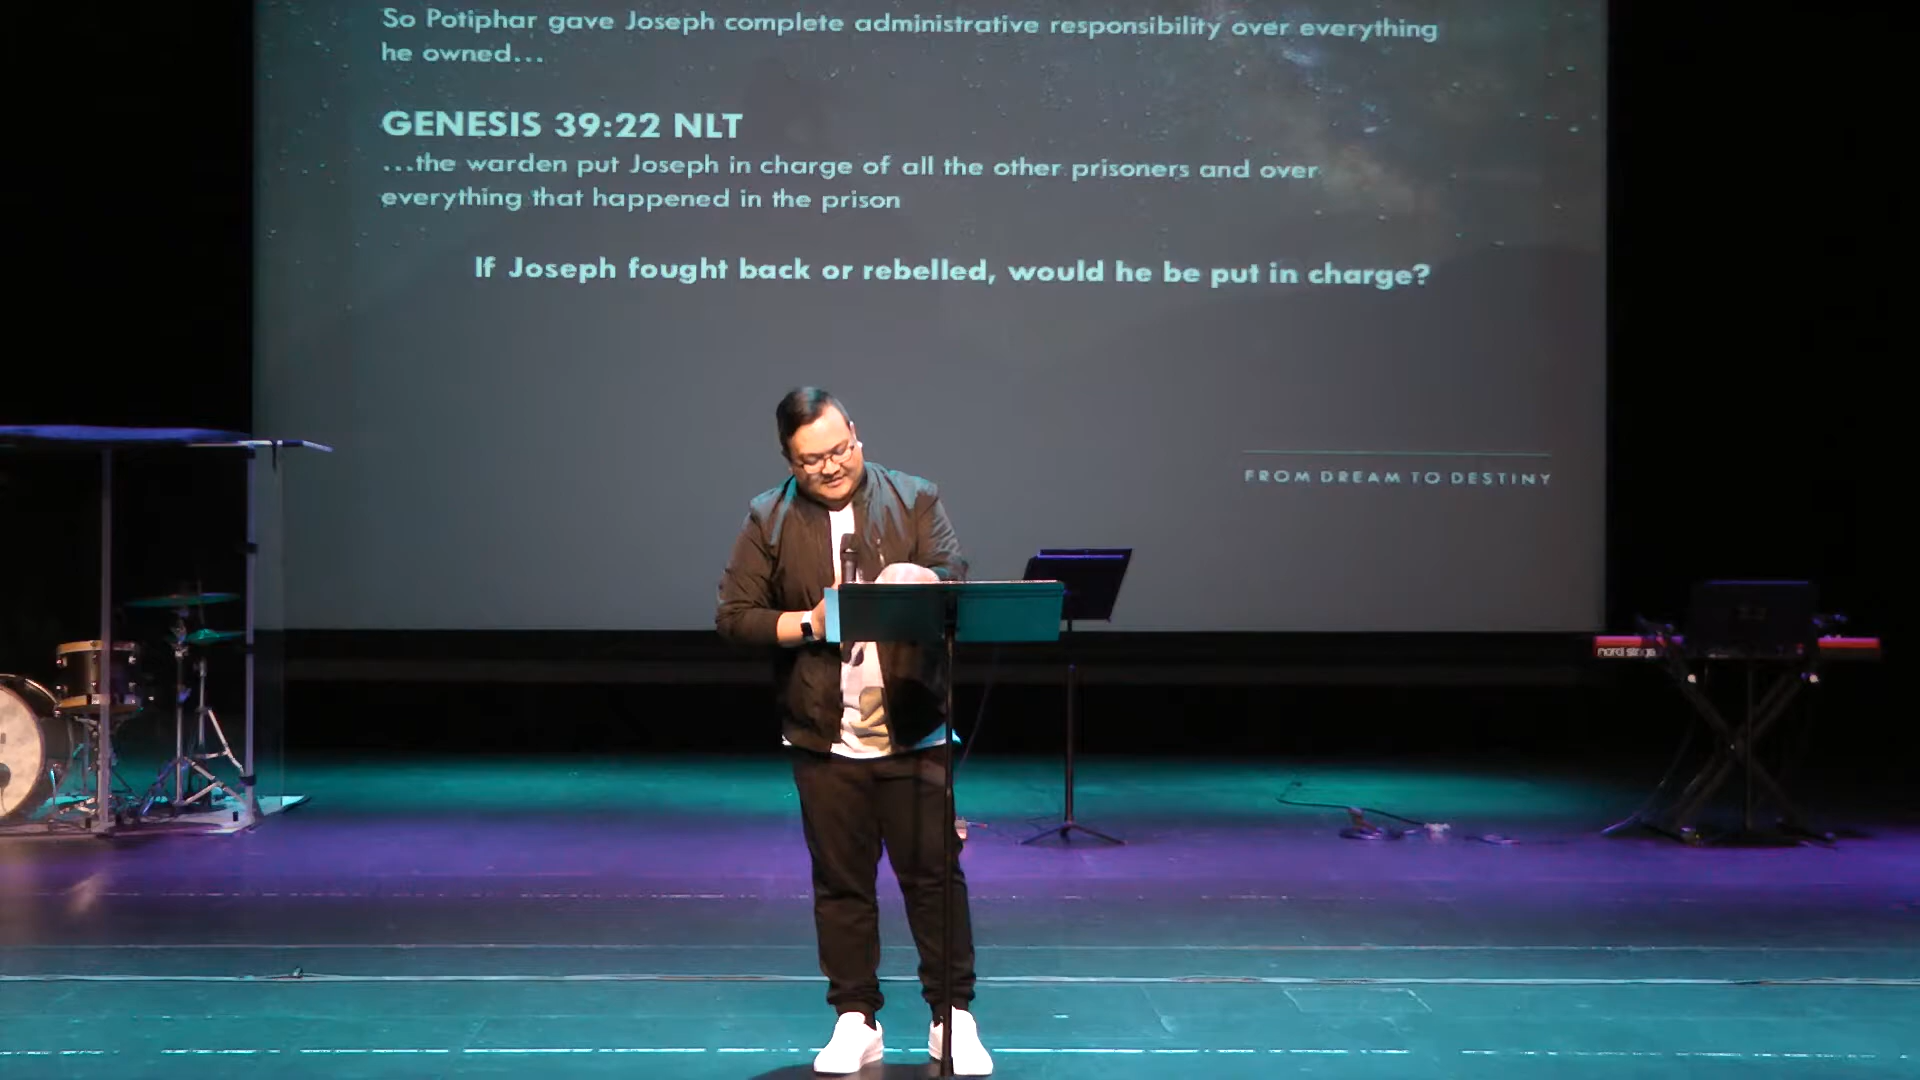 So Potiphar gave Joseph complete administrative responsibility over everything
he owned...
GENESIS 39:22 NLT
...the warden put Joseph in charge of all the other prisoners and over
everything that happened in the prison
If Joseph fought back or rebelled, would he be put in charge?
FROM DREAM TO DESTINY
nord stage